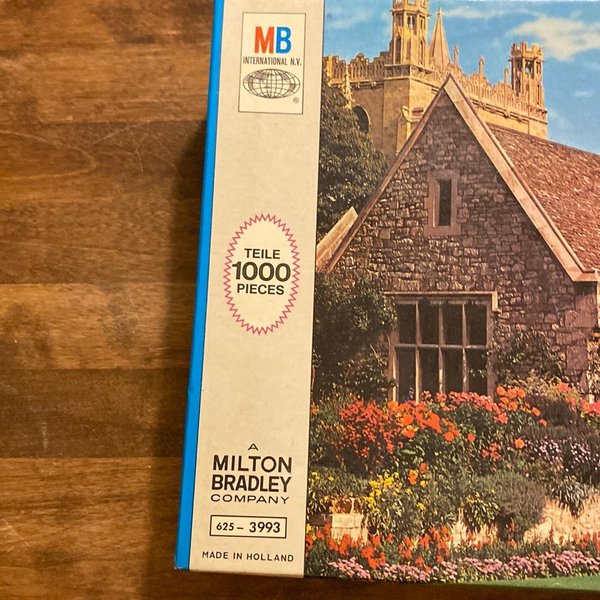 MB
INTERNATIONAL N.V.
®
TEILE
1000
PIECES
A
MILTON
BRADLEY
COMPANY
625-3993
MADE IN HOLLAND